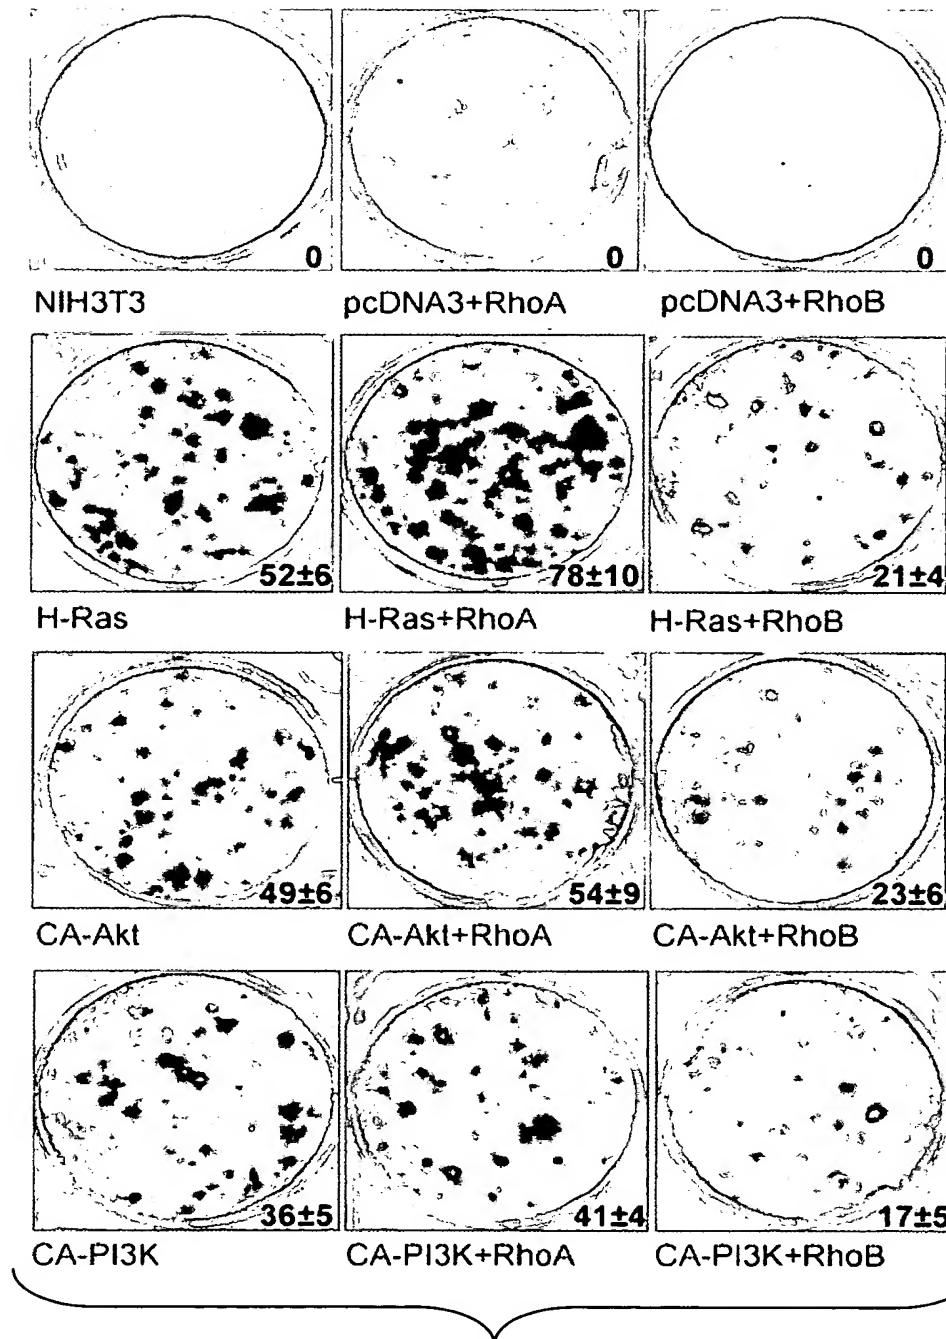 0 0 0
NIH3T3 pcDNA3+RhoA pcDNA3+RhoB
52±6 78±10 21±4
H-Ras H-Ras+RhoA H-Ras+RhoB
49±6 54±9 23±6
CA-Akt CA-Akt+RhoA CA-Akt+RhoB
36±5 41±4 17±5
CA-PI3K CA-PI3K+RhoA CA-PI3K+RhoB